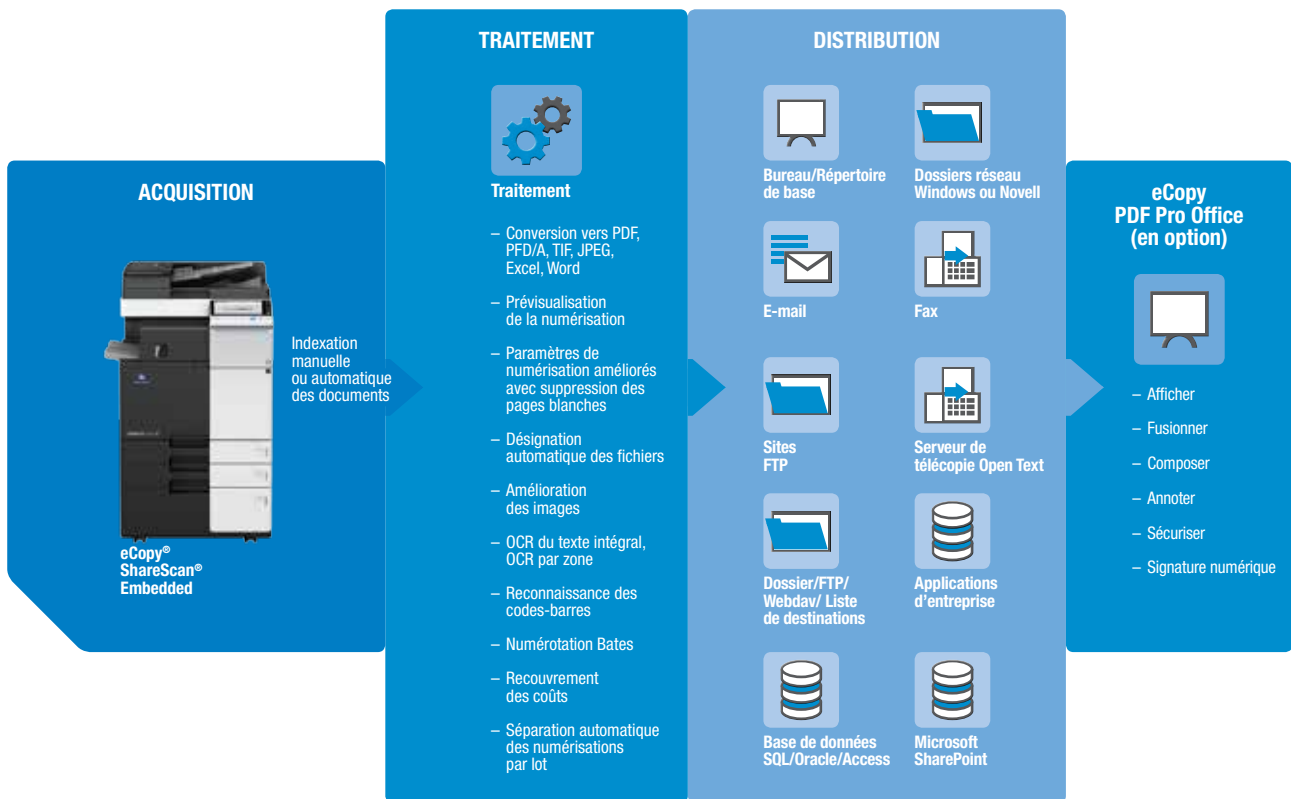 ACQUISITION
Indexation
manuelle
ou automatique
des documents
eCopy®
ShareScan®
Embedded
TRAITEMENT
Traitement
– Conversion vers PDF,
PFD/A, TIF, JPEG,
Excel, Word
– Prévisualisation
de la numérisation
– Paramètres de
numérisation améliorés
avec suppression des
pages blanches
– Désignation
automatique des fichiers
– Amélioration
des images
– OCR du texte intégral,
OCR par zone
– Reconnaissance des
codes-barres
– Numérotation Bates
– Recouvrement
des coûts
– Séparation automatique
des numérisations
par lot
DISTRIBUTION
Bureau/Répertoire
de base
Dossiers réseau
Windows ou Novell
E-mail
Fax
Sites
FTP
Serveur de
télécopie Open Text
Dossier/FTP/
Webdav/ Liste
de destinations
Applications
d’entreprise
Base de données
SQL/Oracle/Access
Microsoft
SharePoint
eCopy
PDF Pro Office
(en option)
– Afficher
– Fusionner
– Composer
– Annoter
– Sécuriser
– Signature numérique